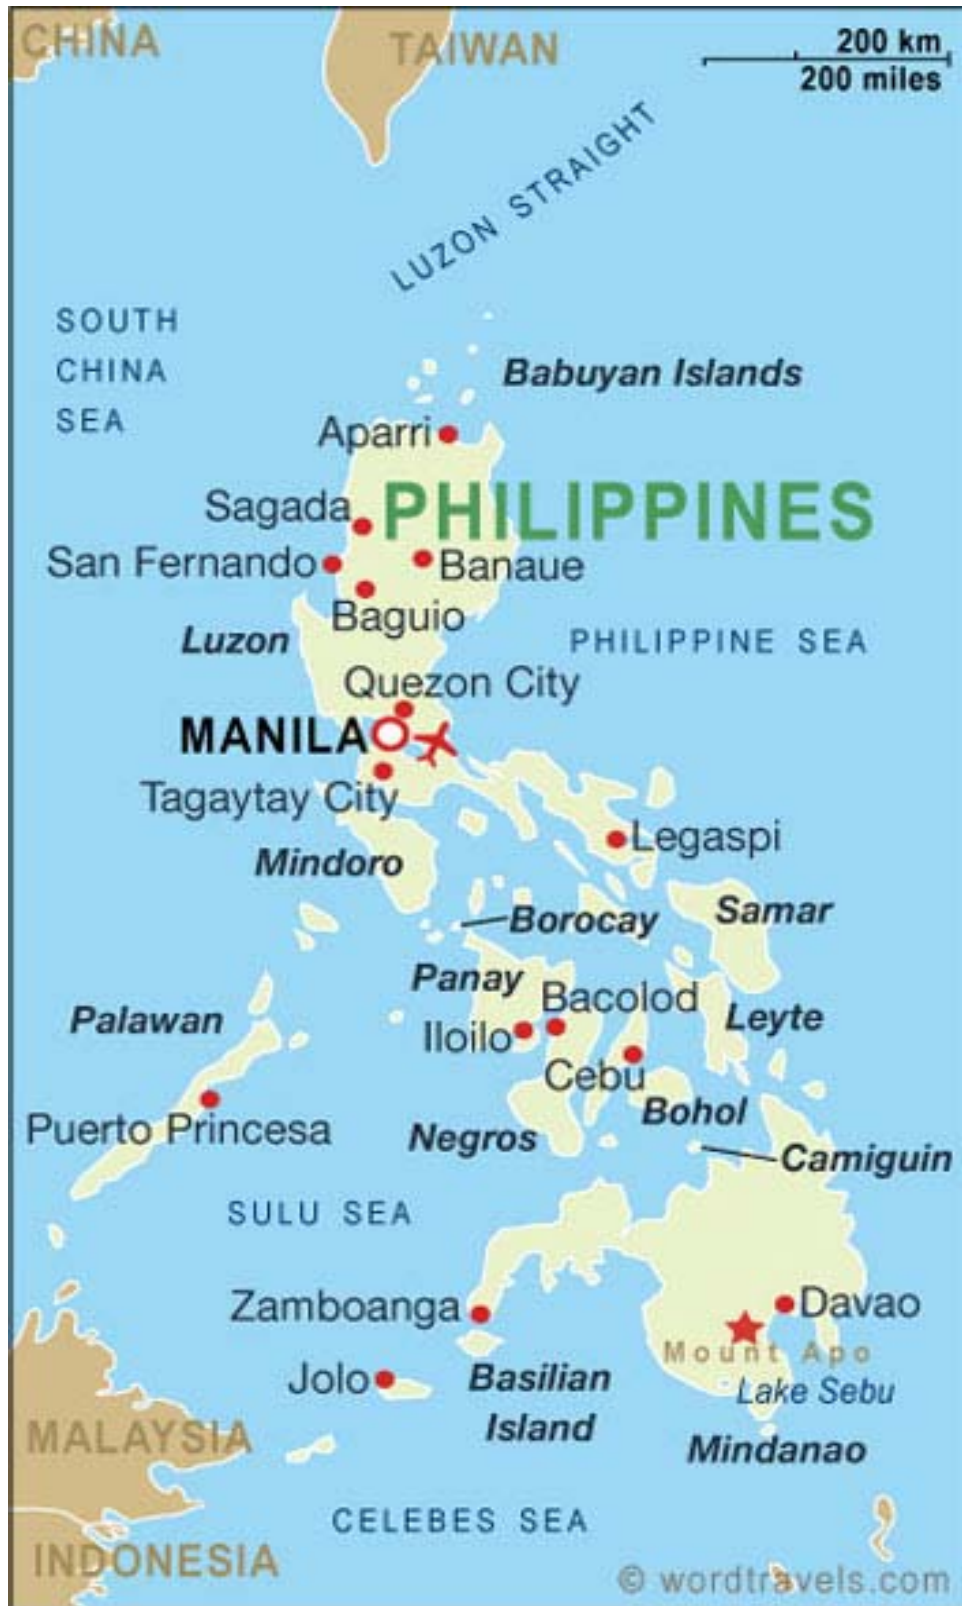 CHINA
TAIWAN
200 km
200 miles
LUZON STRAIGHT
SOUTH
CHINA
SEA
Babuyan Islands
Aparri
PHILIPPINES
Sagada
San Fernando
Banaue
Baguio
Luzon
PHILIPPINE SEA
Quezon City
MANILA
Tagaytay City
Legaspi
Mindoro
Borocay
Samar
Panay
Bacolod
Palawan
Leyte
Iloilo
Cebu
Bohol
Puerto Princesa
Negros
Camiguin
SULU SEA
Zamboanga
Davao
Mount Apo
Jolo
Basilian
Island
Lake Sebu
MALAYSIA
Mindanao
CELEBES SEA
INDONESIA
© wordtravels.com